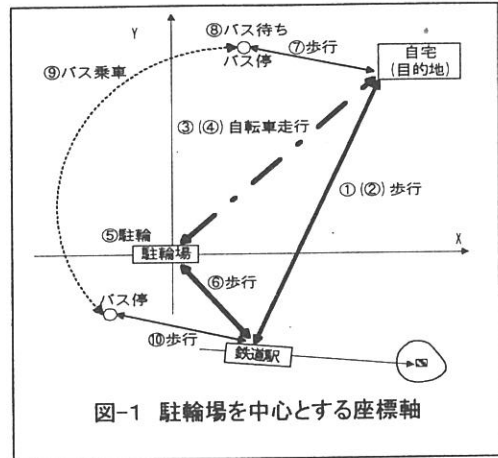 Y
⑧バス待ち
バス停
⑦歩行
自宅
(目的地)
⑨バス乗車
③(④)自転車走行
①(②)歩行
⑤駐輪
駐輪場
X
⑥歩行
バス停
⑩歩行
鉄道駅
図-1 駐輪場を中心とする座標軸